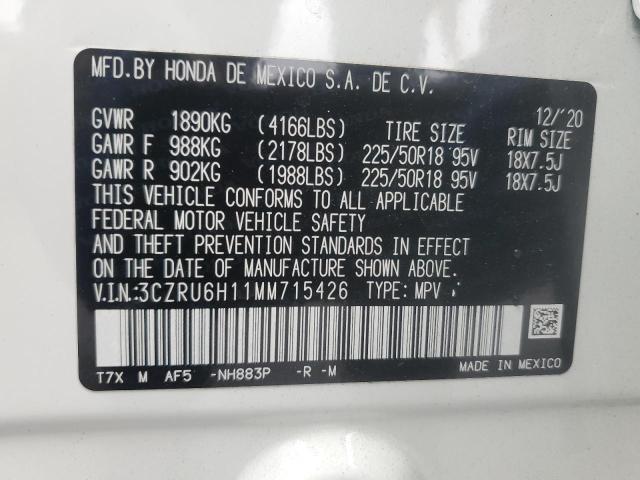 MFD.BY HONDA DE MEXICO S.A. DE C.V.
12/'20
GVWR 1890KG (4166LBS) TIRE SIZE RIM SIZE
GAWR F 988KG (2178LBS) 225/50R18 95V 18X7.5J
GAWR R 902KG (1988LBS) 225/50R18 95V 18X7.5J
THIS VEHICLE CONFORMS TO ALL APPLICABLE
FEDERAL MOTOR VEHICLE SAFETY
AND THEFT PREVENTION STANDARDS IN EFFECT
ON THE DATE OF MANUFACTURE SHOWN ABOVE.
V.I.N.:3CZRU6H11MM715426 TYPE: MPV
T7X M AF5 -NH883P -R -M MADE IN MEXICO